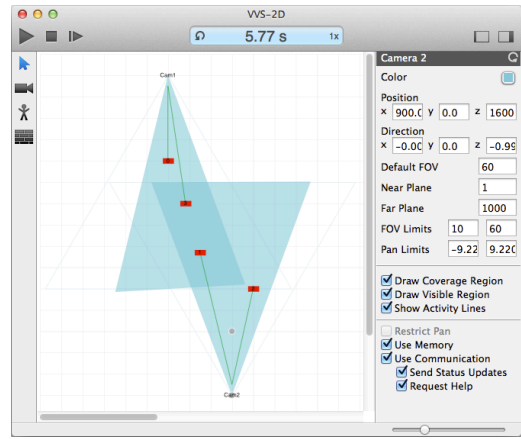 VVS-2D
5.77 s
1x
Camera 2
Color
Position
x 900.0 y 0.0 z 1600
Direction
x -0.00 y 0.0 z -0.99
Default FOV 60
Near Plane 1
Far Plane 1000
FOV Limits 10 60
Pan Limits -9.22 9.220
Draw Coverage Region
Draw Visible Region
Show Activity Lines
Restrict Pan
Use Memory
Use Communication
Send Status Updates
Request Help
Cam1
Cam2